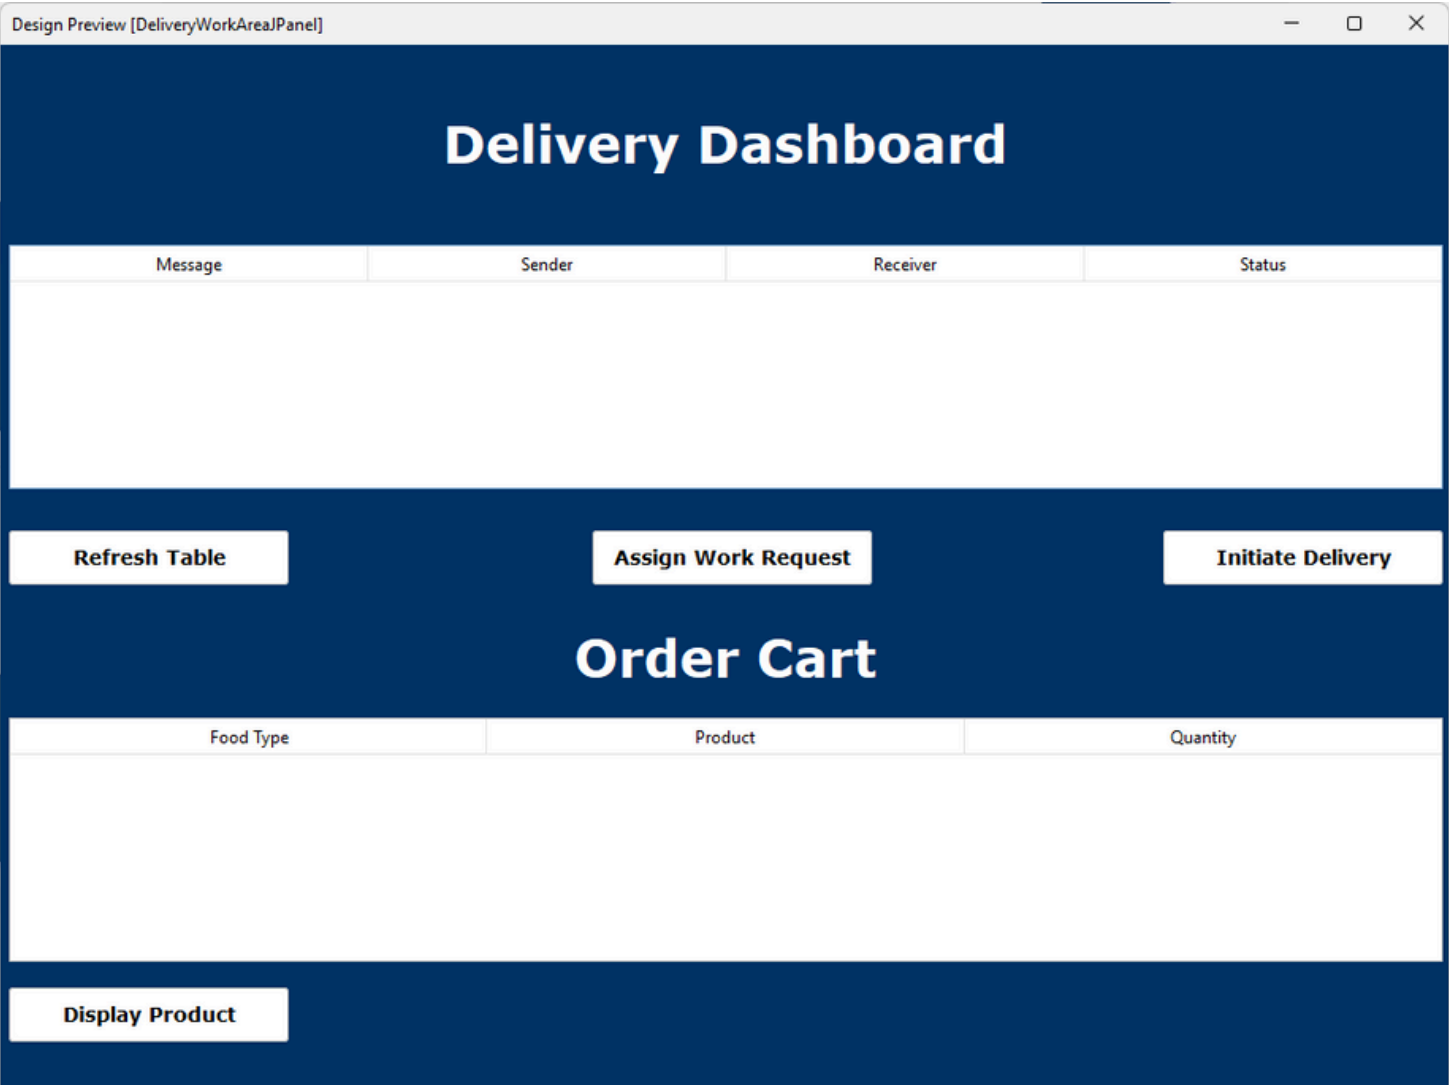 Design Preview [DeliveryWorkAreaJPanel]
Delivery Dashboard
Message Sender Receiver Status
Refresh Table Assign Work Request Initiate Delivery
Order Cart
Food Type Product Quantity
Display Product